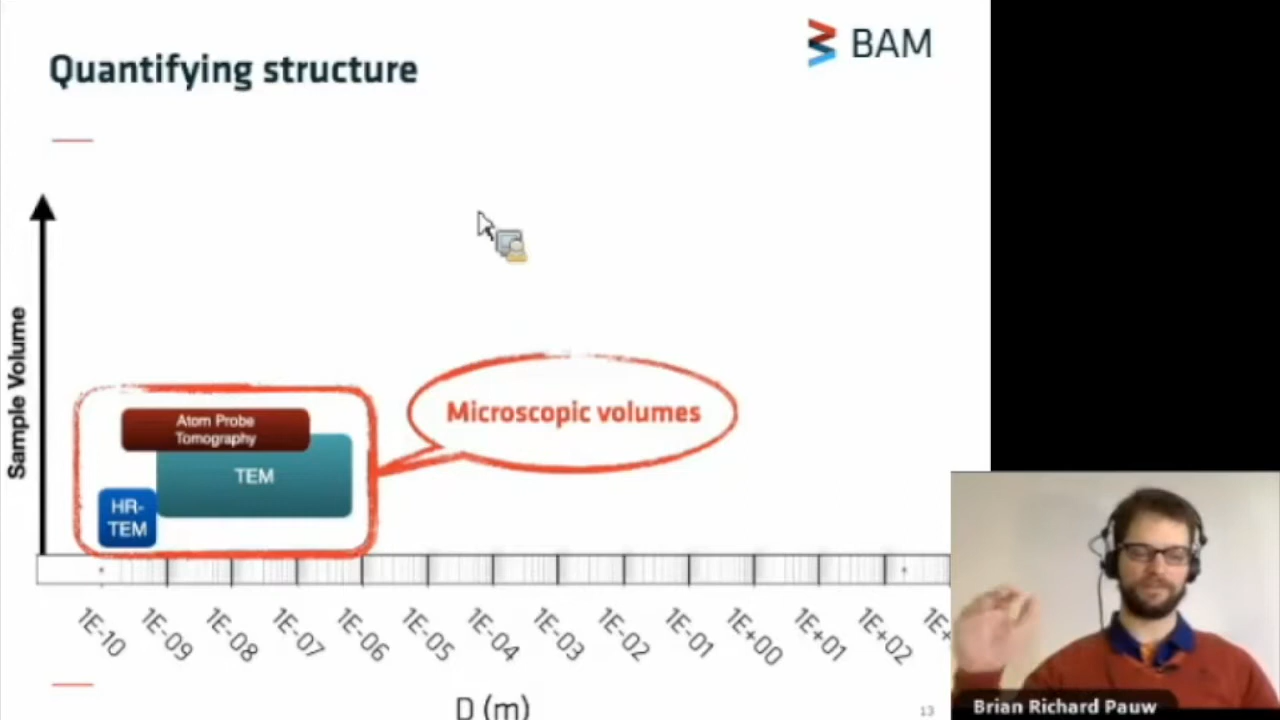 Quantifying structure
BAM
Sample Volume
Microscopic volumes
Atom Probe
Tomography
TEM
HR-
TEM
1E-10
1E-09
1E-08
1E-07
1E-06
1E-05
1E-04
1E-03
1E-02
1E-01
1E+00
1E+01
1E+02
1E+
D (m)
13
Brian Richard Pauw